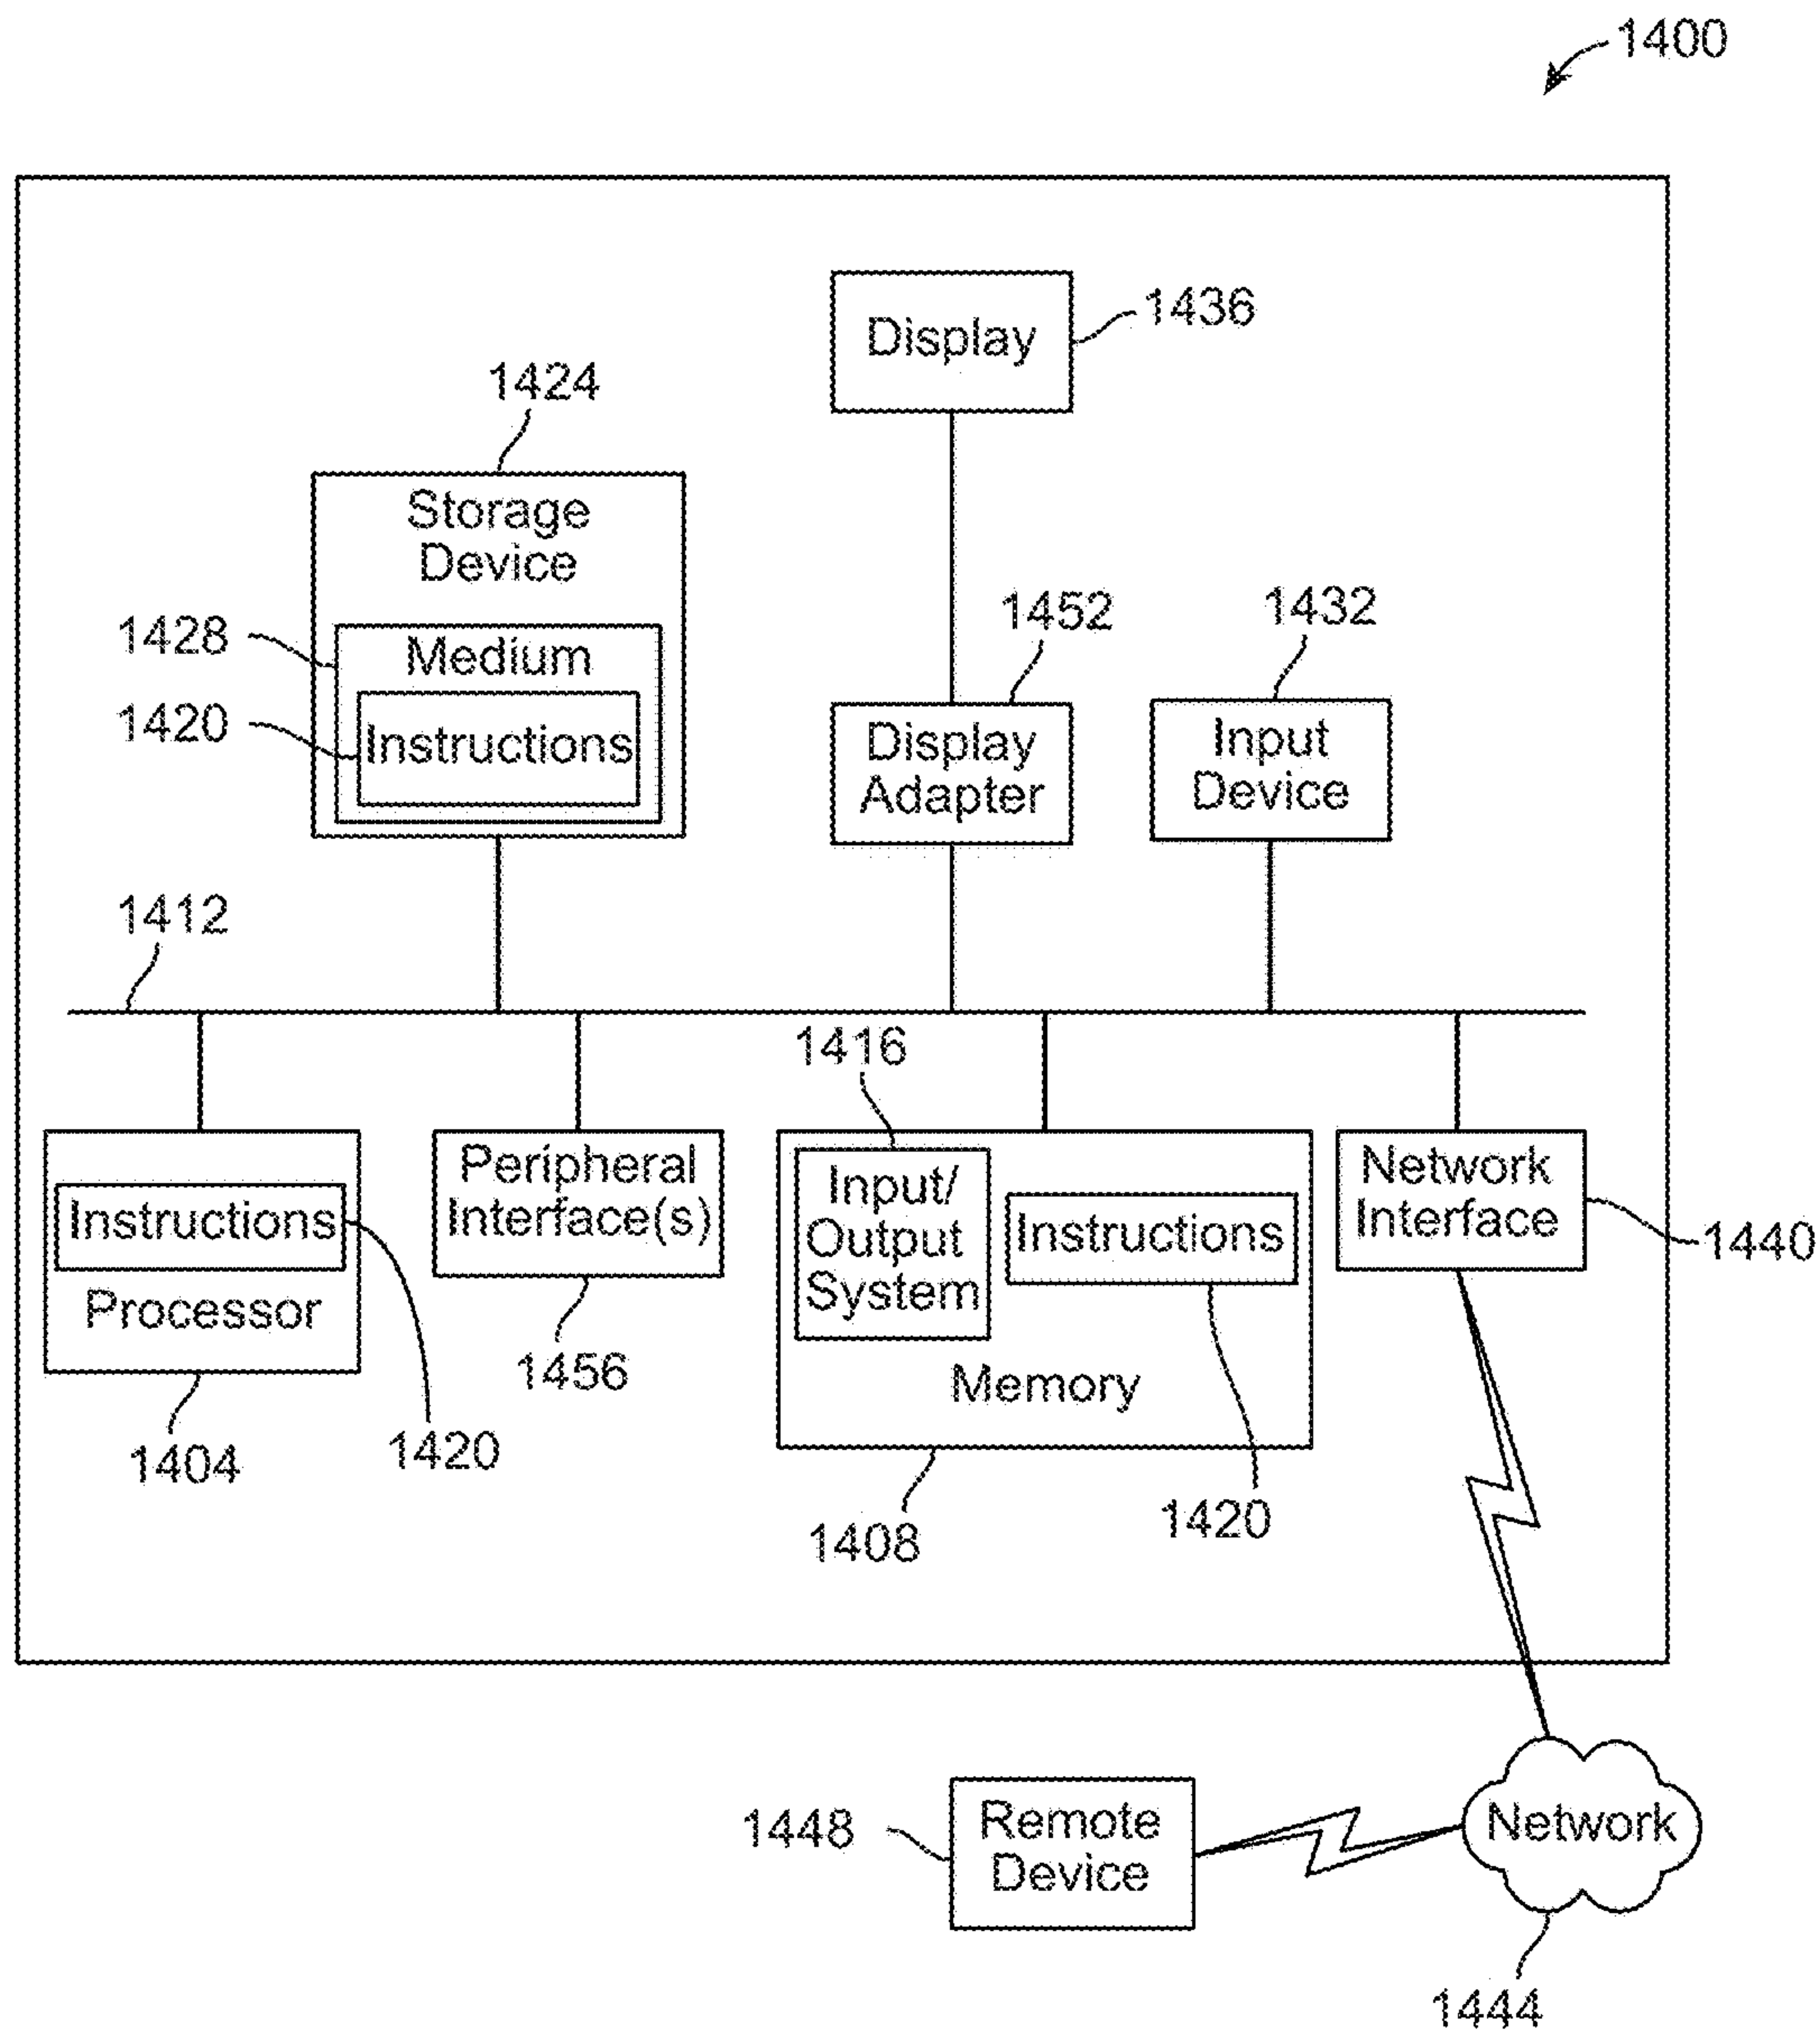 1400
Display
1436
1424
Storage
Device
1428
Medium
1420
Instructions
1452
Display
Adapter
1432
Input
Device
1412
Instructions
Processor
1404
1420
Peripheral
Interface(s)
1456
1416
Input/
Output
System
Instructions
Memory
1408
1420
Network
Interface
1440
1448
Remote
Device
Network
1444